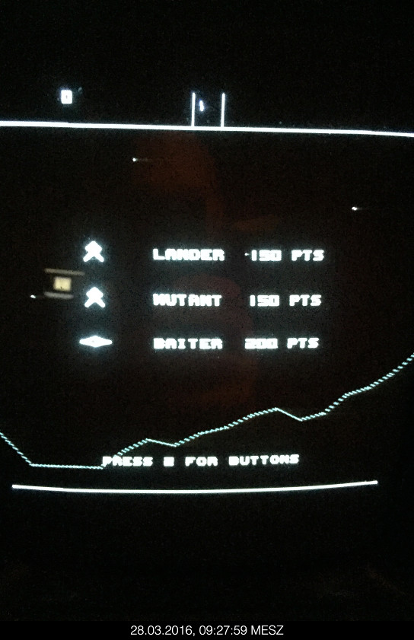 0
LANDER 150 PTS
MUTANT 150 PTS
BAITER 200 PTS
PRESS 2 FOR BUTTONS
28.03.2016, 09:27:59 MESZ